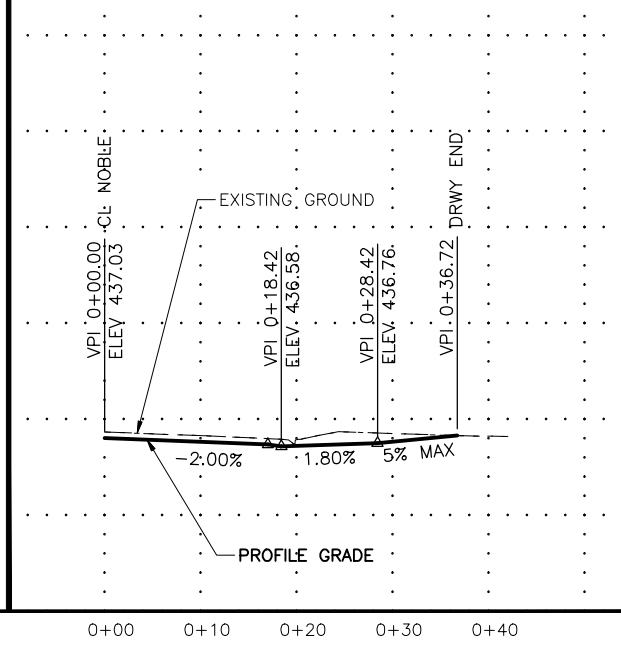 CL NOBLE
VPI 0+00.00
ELEV 437.03
EXISTING GROUND
VPI 0+18.42
ELEV 436.58
VPI 0+28.42
ELEV 436.76
DRWY END
VPI 0+36.72
-2.00%
1.80%
5% MAX
PROFILE GRADE
0+00 0+10 0+20 0+30 0+40